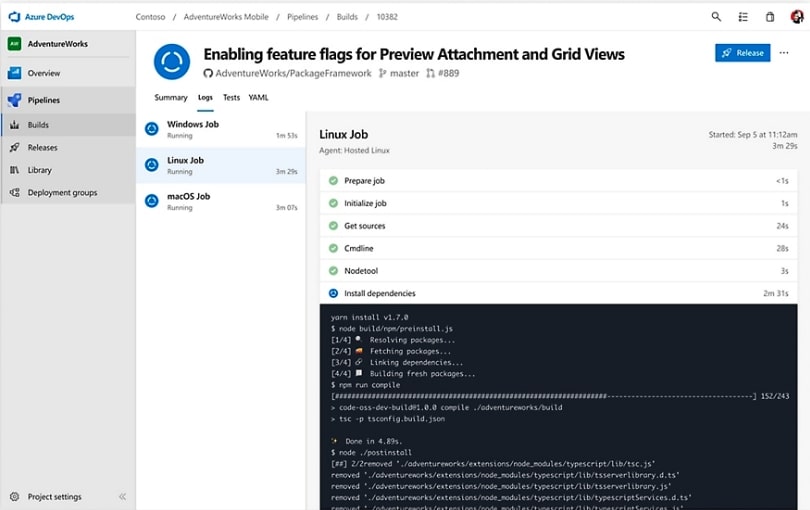 Azure DevOps
Contoso / AdventureWorks Mobile / Pipelines / Builds / 10382
AW AdventureWorks
Overview
Pipelines
Builds
Releases
Library
Deployment groups
Project settings
Enabling feature flags for Preview Attachment and Grid Views
Release
AdventureWorks/PackageFramework master #889
Summary Logs Tests YAML
Windows Job
Running 1m 53s
Linux Job
Running 3m 29s
macOS Job
Running 3m 07s
Linux Job
Started: Sep 5 at 11:12am
Agent: Hosted Linux
3m 29s
Prepare job <1s
Initialize job 1s
Get sources 24s
Cmdline 28s
Nodetool 3s
Install dependencies 2m 31s
yarn install v1.7.0
$ node build/npm/preinstall.js
[1/4] Resolving packages...
[2/4] Fetching packages...
[3/4] Linking dependencies...
[4/4] Building fresh packages...
$ npm run compile
152/243
> code-oss-dev-build@1.0.0 compile ./adventureworks/build
> tsc -p tsconfig.build.json
Done in 4.89s.
$ node ./postinstall
[##] 2/2removed './adventureworks/extensions/node_modules/typescript/lib/tsc.js'
removed './adventureworks/extensions/node_modules/typescript/lib/tsserverlibrary.d.ts'
removed './adventureworks/extensions/node_modules/typescript/lib/tsserverlibrary.js'
removed './adventureworks/extensions/node_modules/typescript/lib/typescriptServices.d.ts'